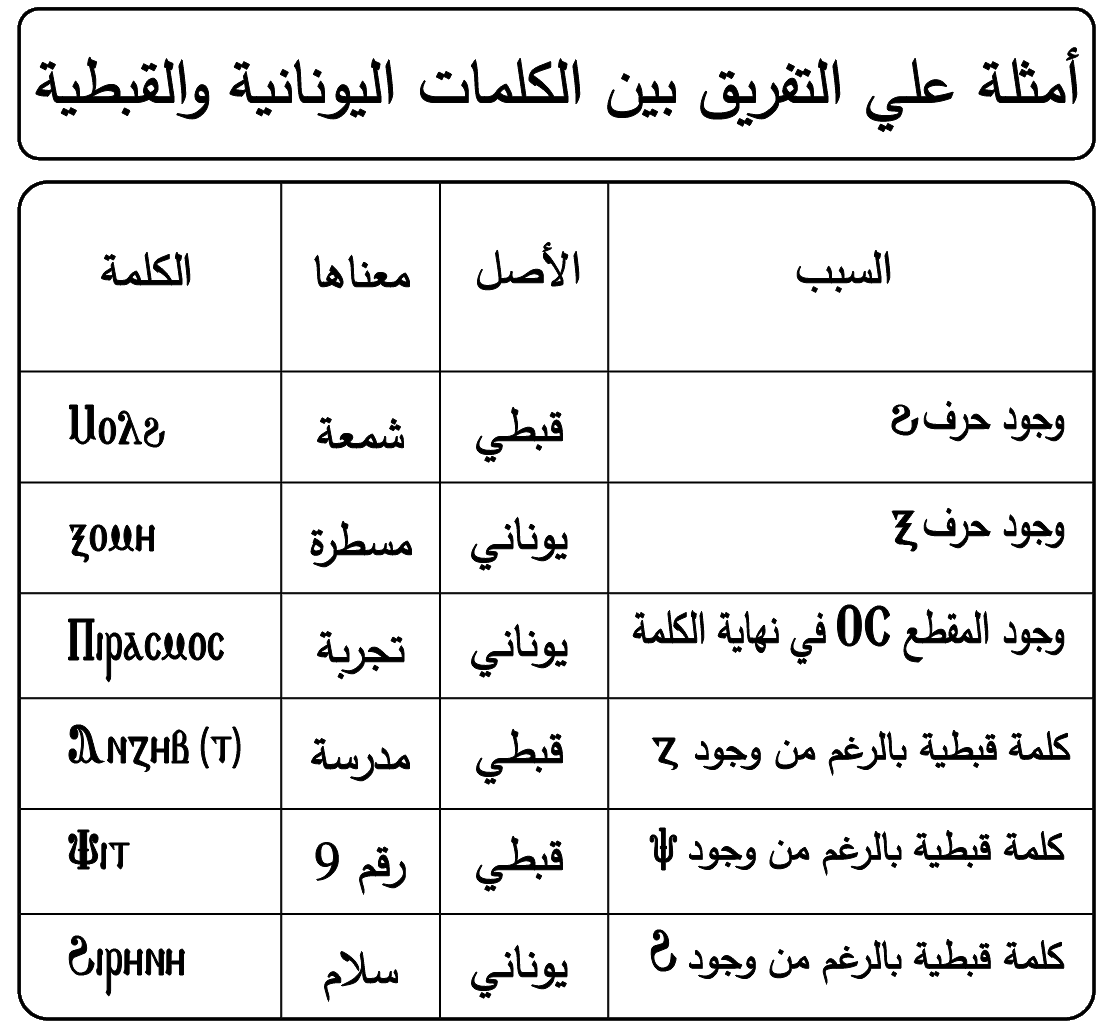 أمثلة علي التفريق بين الكلمات اليونانية والقبطية
الكلمة معناها الأصل السبب
Ⲙⲟⲗϩ شمعة قبطي وجود حرف ϩ
ⲝⲟⲙⲏ مسطرة يوناني وجود حرف ⲝ
Ⲡⲓⲣⲁⲥⲙⲟⲥ تجربة يوناني وجود المقطع ⲞⲤ في نهاية الكلمة
Ⲁⲛⲍⲏⲃ (ⲧ) مدرسة قبطي كلمة قبطية بالرغم من وجود ⲍ
Ⲯⲓⲧ رقم 9 قبطي كلمة قبطية بالرغم من وجود ⲯ
Ϩⲓⲣⲏⲛⲏ سلام يوناني كلمة قبطية بالرغم من وجود Ϩ